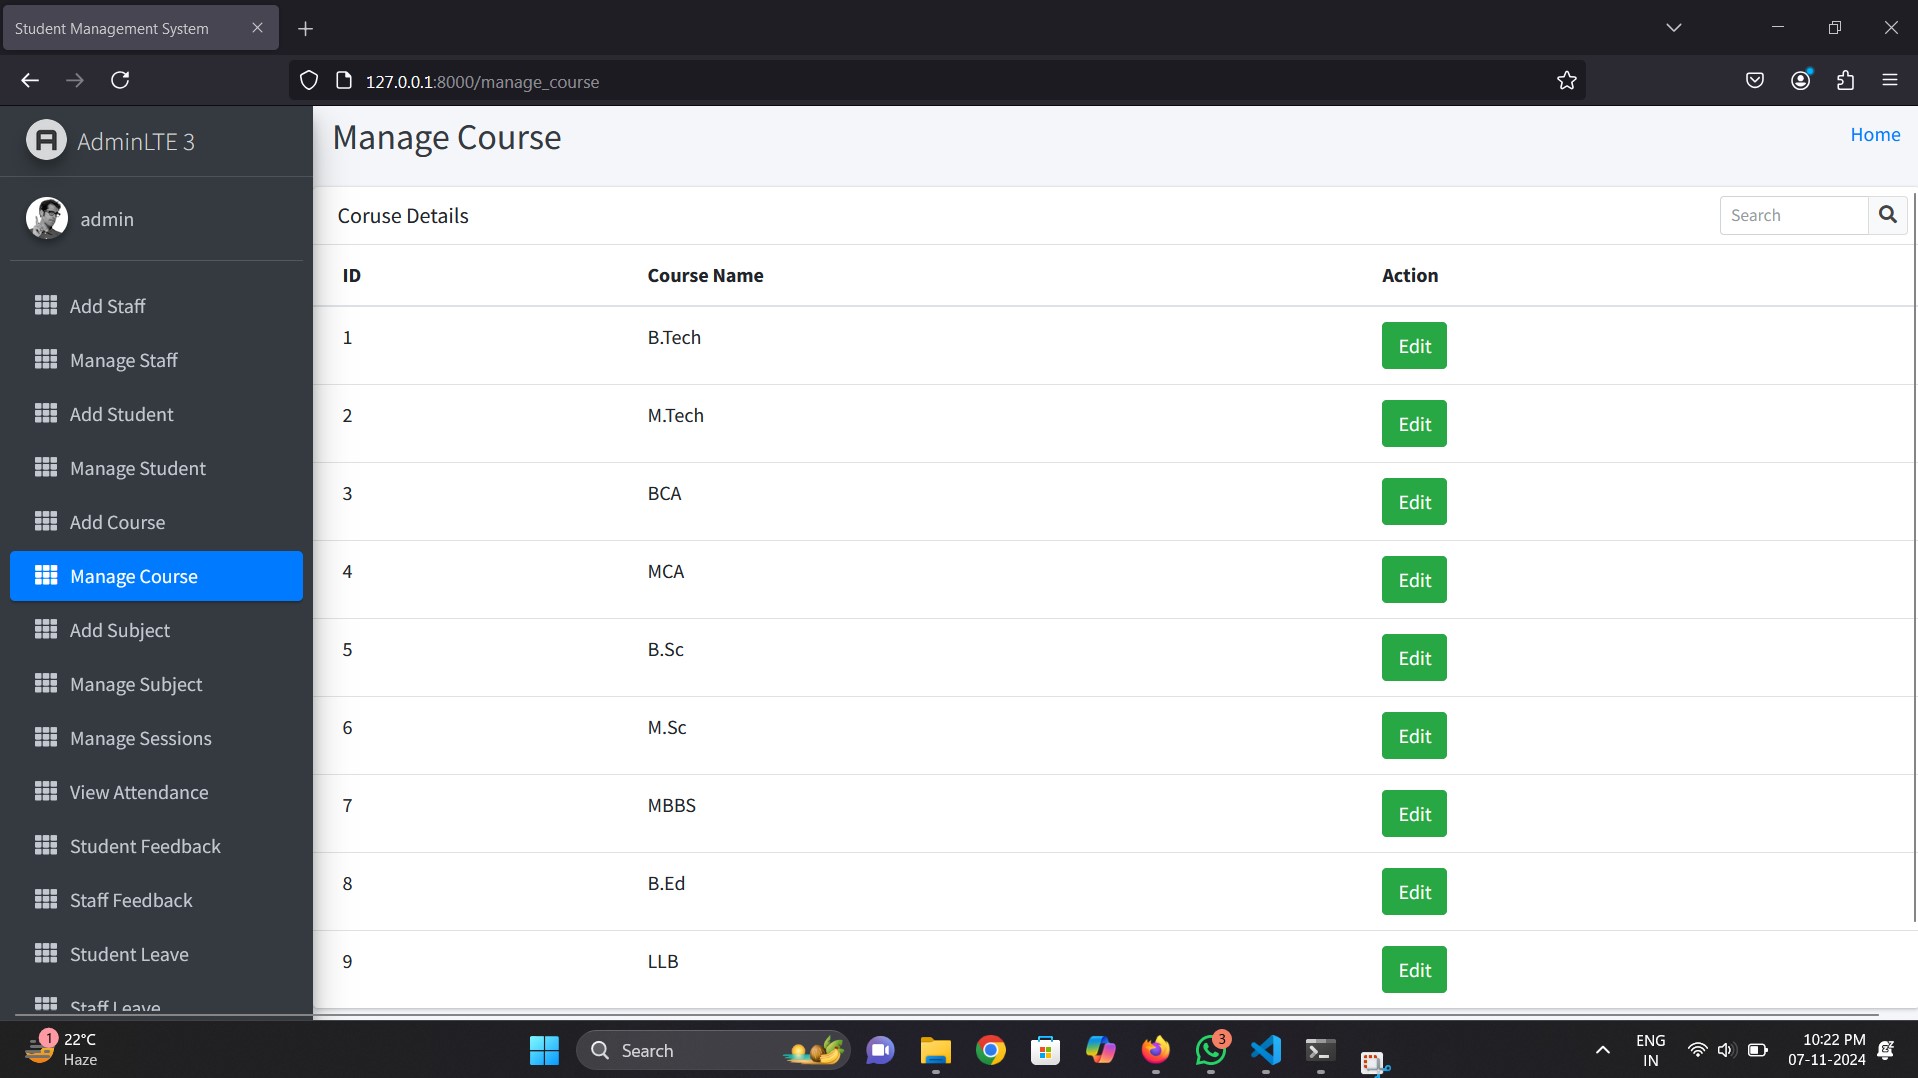 Student Management System
127.0.0.1:8000/manage_course
AdminLTE 3
Manage Course
Home
admin
Coruse Details
Search
ID Course Name Action
1 B.Tech Edit
2 M.Tech Edit
3 BCA Edit
4 MCA Edit
5 B.Sc Edit
6 M.Sc Edit
7 MBBS Edit
8 B.Ed Edit
9 LLB Edit
Add Staff
Manage Staff
Add Student
Manage Student
Add Course
Manage Course
Add Subject
Manage Subject
Manage Sessions
View Attendance
Student Feedback
Staff Feedback
Student Leave
Staff Leave
1
22°C
Haze
Search
3
ENG
IN
10:22 PM
07-11-2024